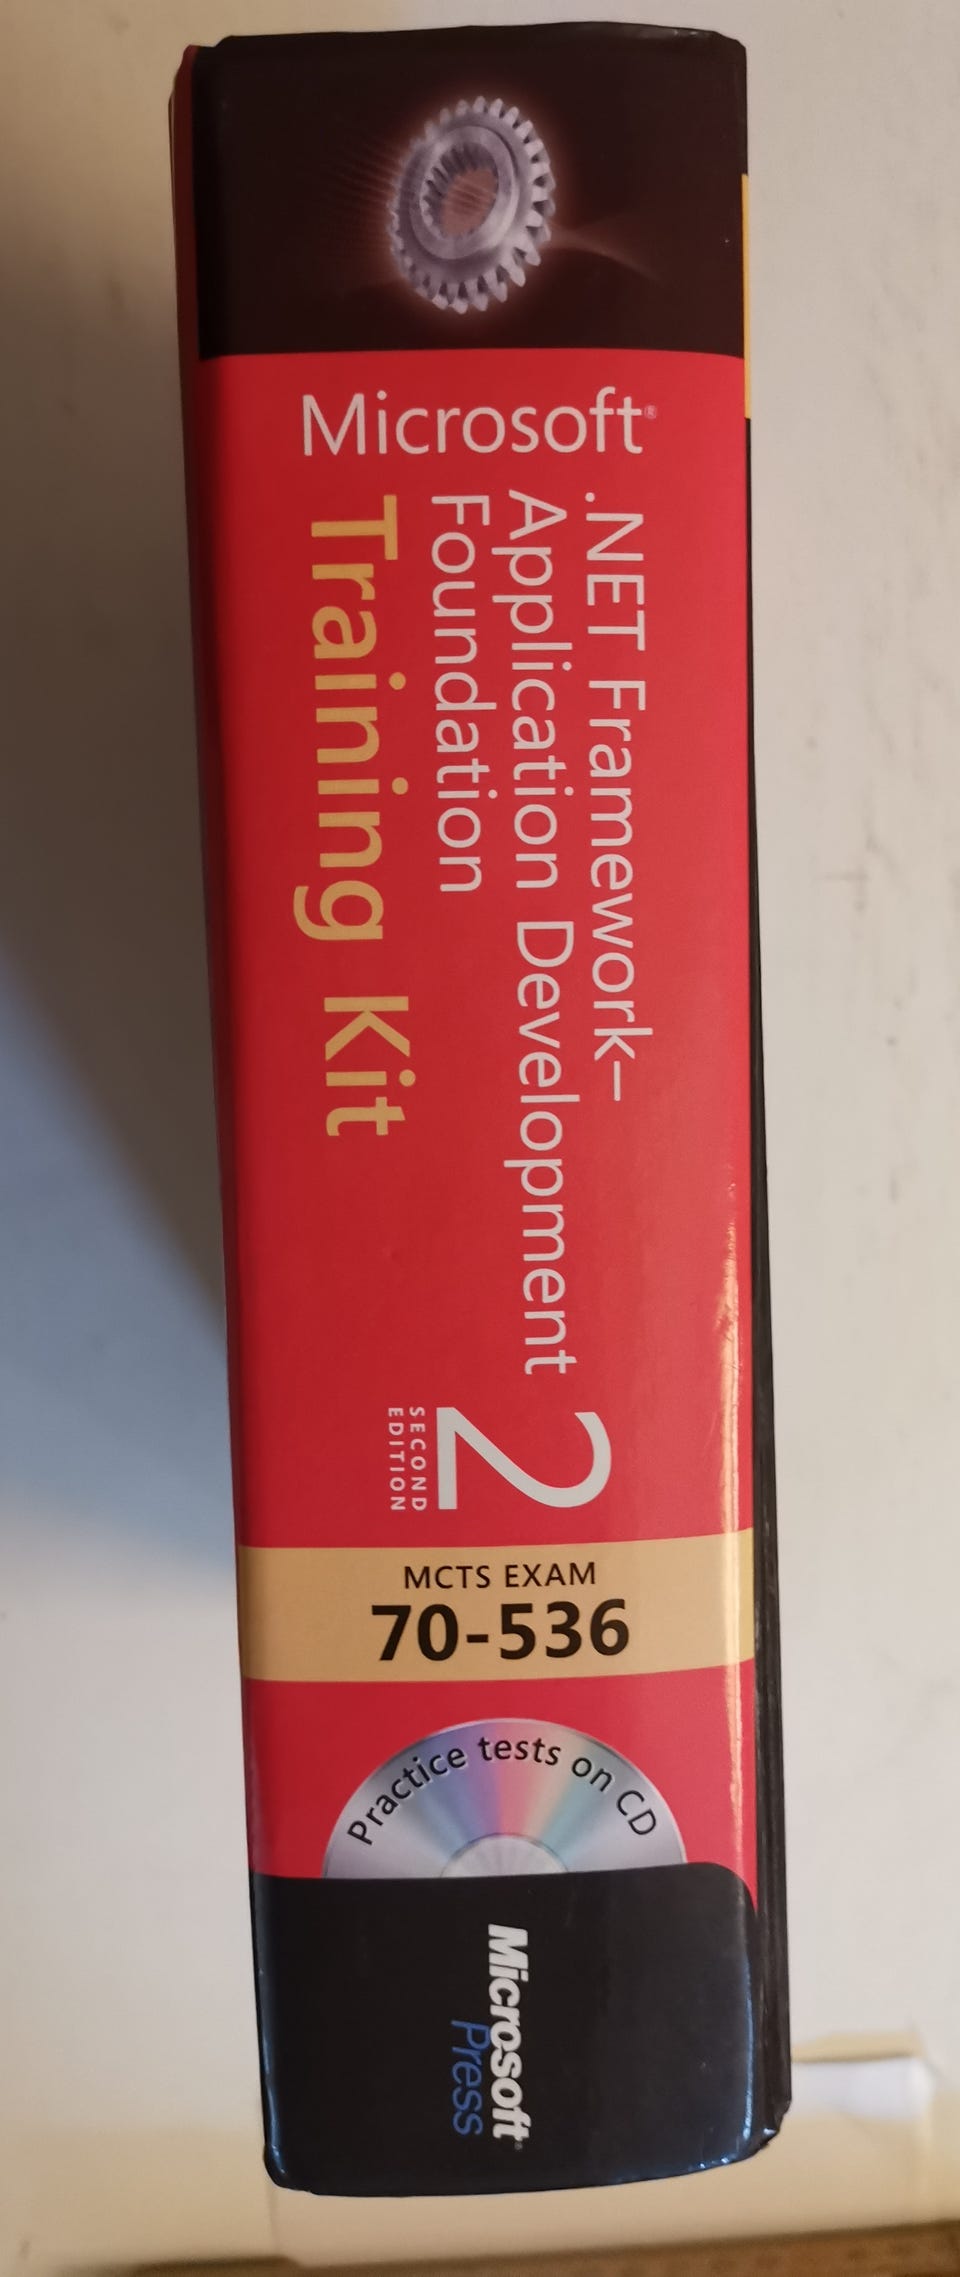 Microsoft®
.NET Framework—
Application Development
Foundation
Training Kit
2
SECOND
EDITION
MCTS EXAM
70-536
Practice tests on CD
Microsoft®
Press